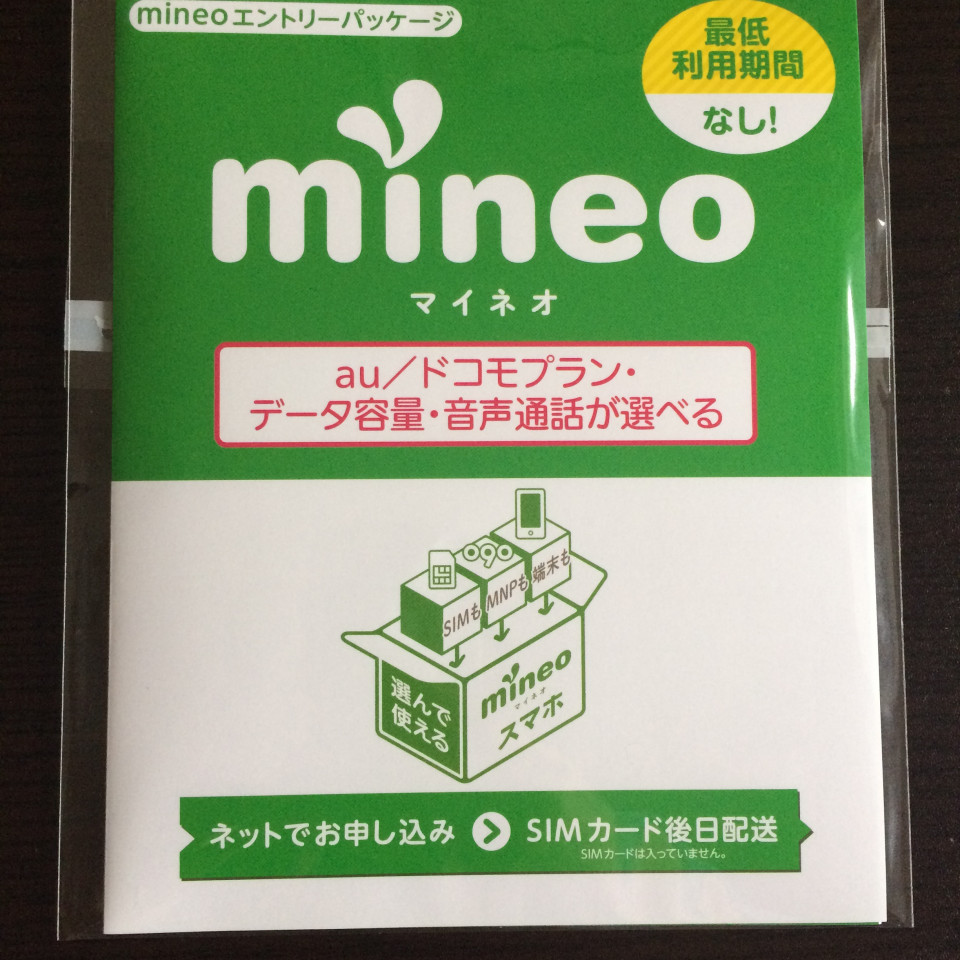 mineoエントリーパッケージ
最低
利用期間
なし!
mineo
マイネオ
au／ドコモプラン・
データ容量・音声通話が選べる
090
SIMも
MNPも
端末も
選んで
使える
mineo
マイネオ
スマホ
ネットでお申し込み
SIMカード後日配送
SIMカードは入っていません。